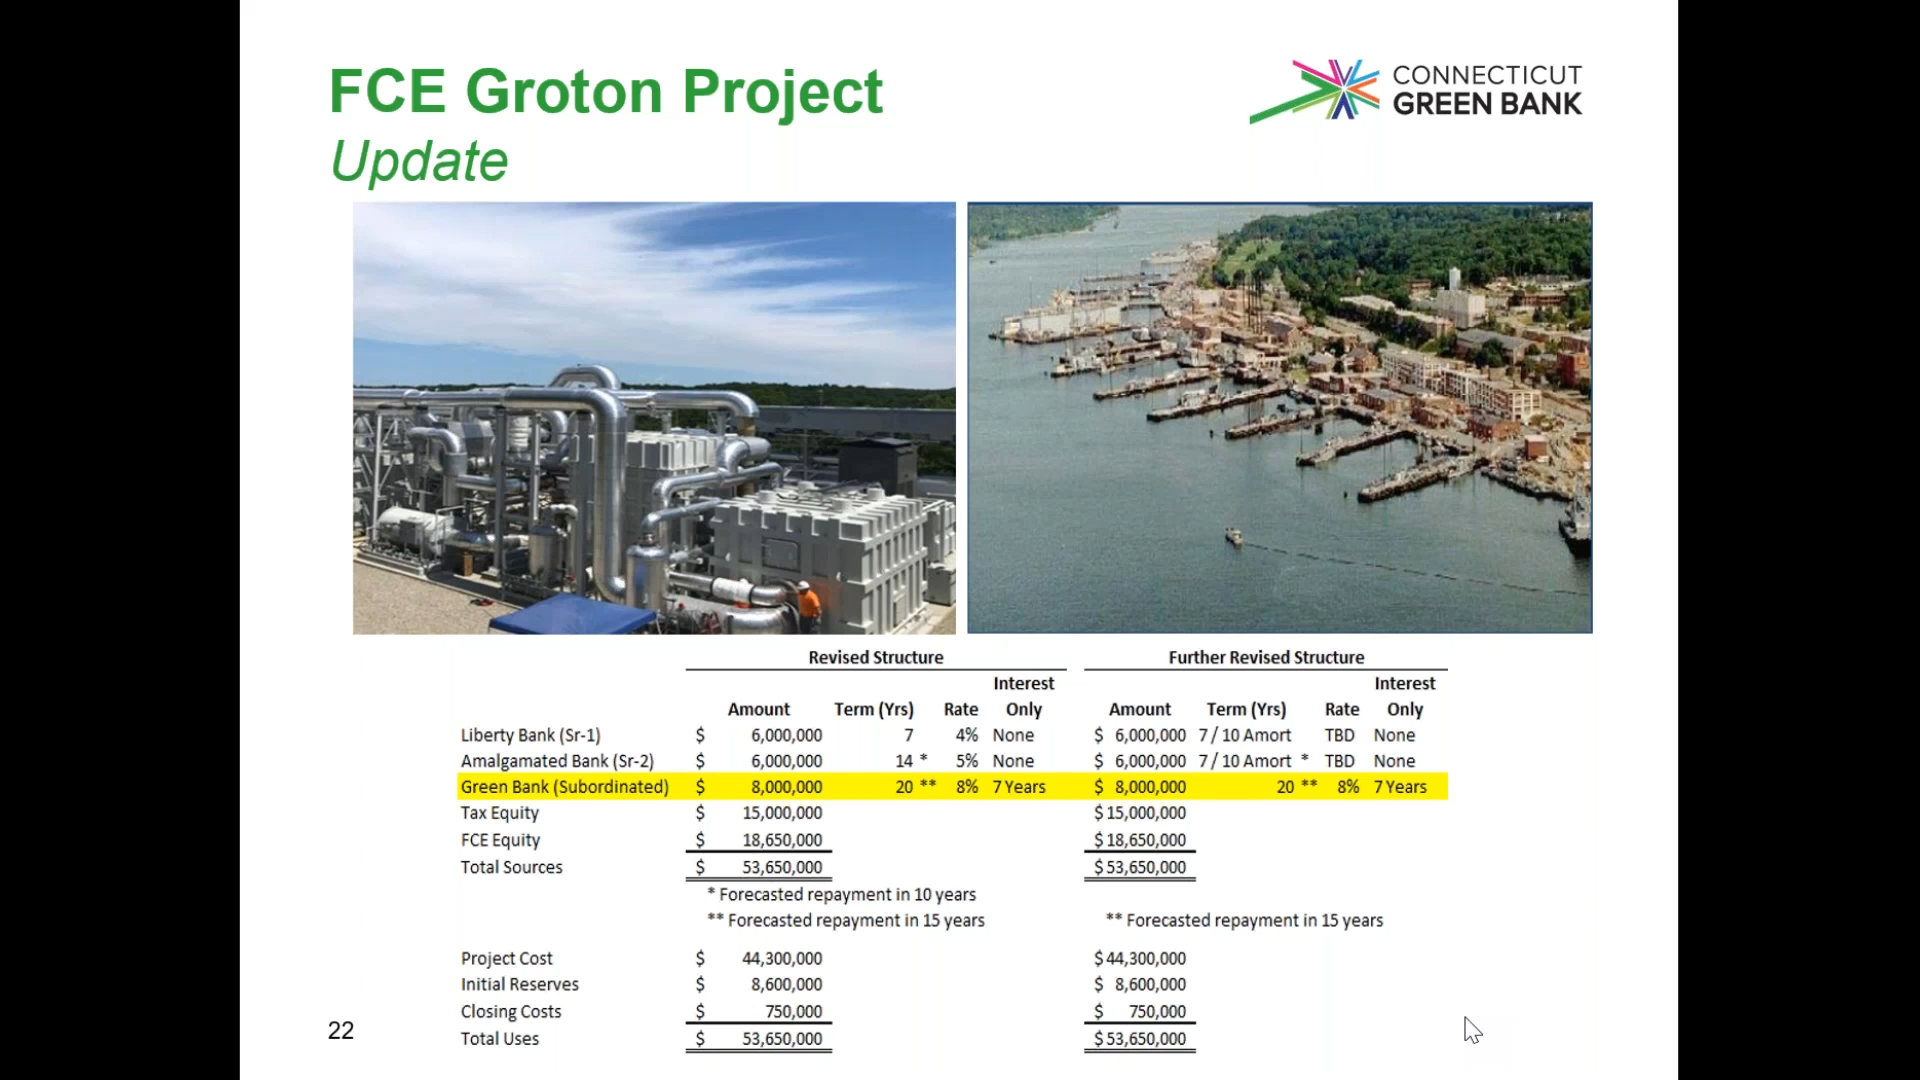 FCE Groton Project
Update
CONNECTICUT
GREEN BANK
Revised Structure Further Revised Structure
Interest Interest
Amount Term (Yrs) Rate Only Amount Term (Yrs) Rate Only
Liberty Bank (Sr-1) $ 6,000,000 7 4% None $ 6,000,000 7 / 10 Amort TBD None
Amalgamated Bank (Sr-2) $ 6,000,000 14 * 5% None $ 6,000,000 7 / 10 Amort * TBD None
Green Bank (Subordinated) $ 8,000,000 20 ** 8% 7 Years $ 8,000,000 20 ** 8% 7 Years
Tax Equity $ 15,000,000 $ 15,000,000
FCE Equity $ 18,650,000 $ 18,650,000
Total Sources $ 53,650,000 $ 53,650,000
* Forecasted repayment in 10 years
** Forecasted repayment in 15 years ** Forecasted repayment in 15 years
Project Cost $ 44,300,000 $ 44,300,000
Initial Reserves $ 8,600,000 $ 8,600,000
Closing Costs $ 750,000 $ 750,000
Total Uses $ 53,650,000 $ 53,650,000
22